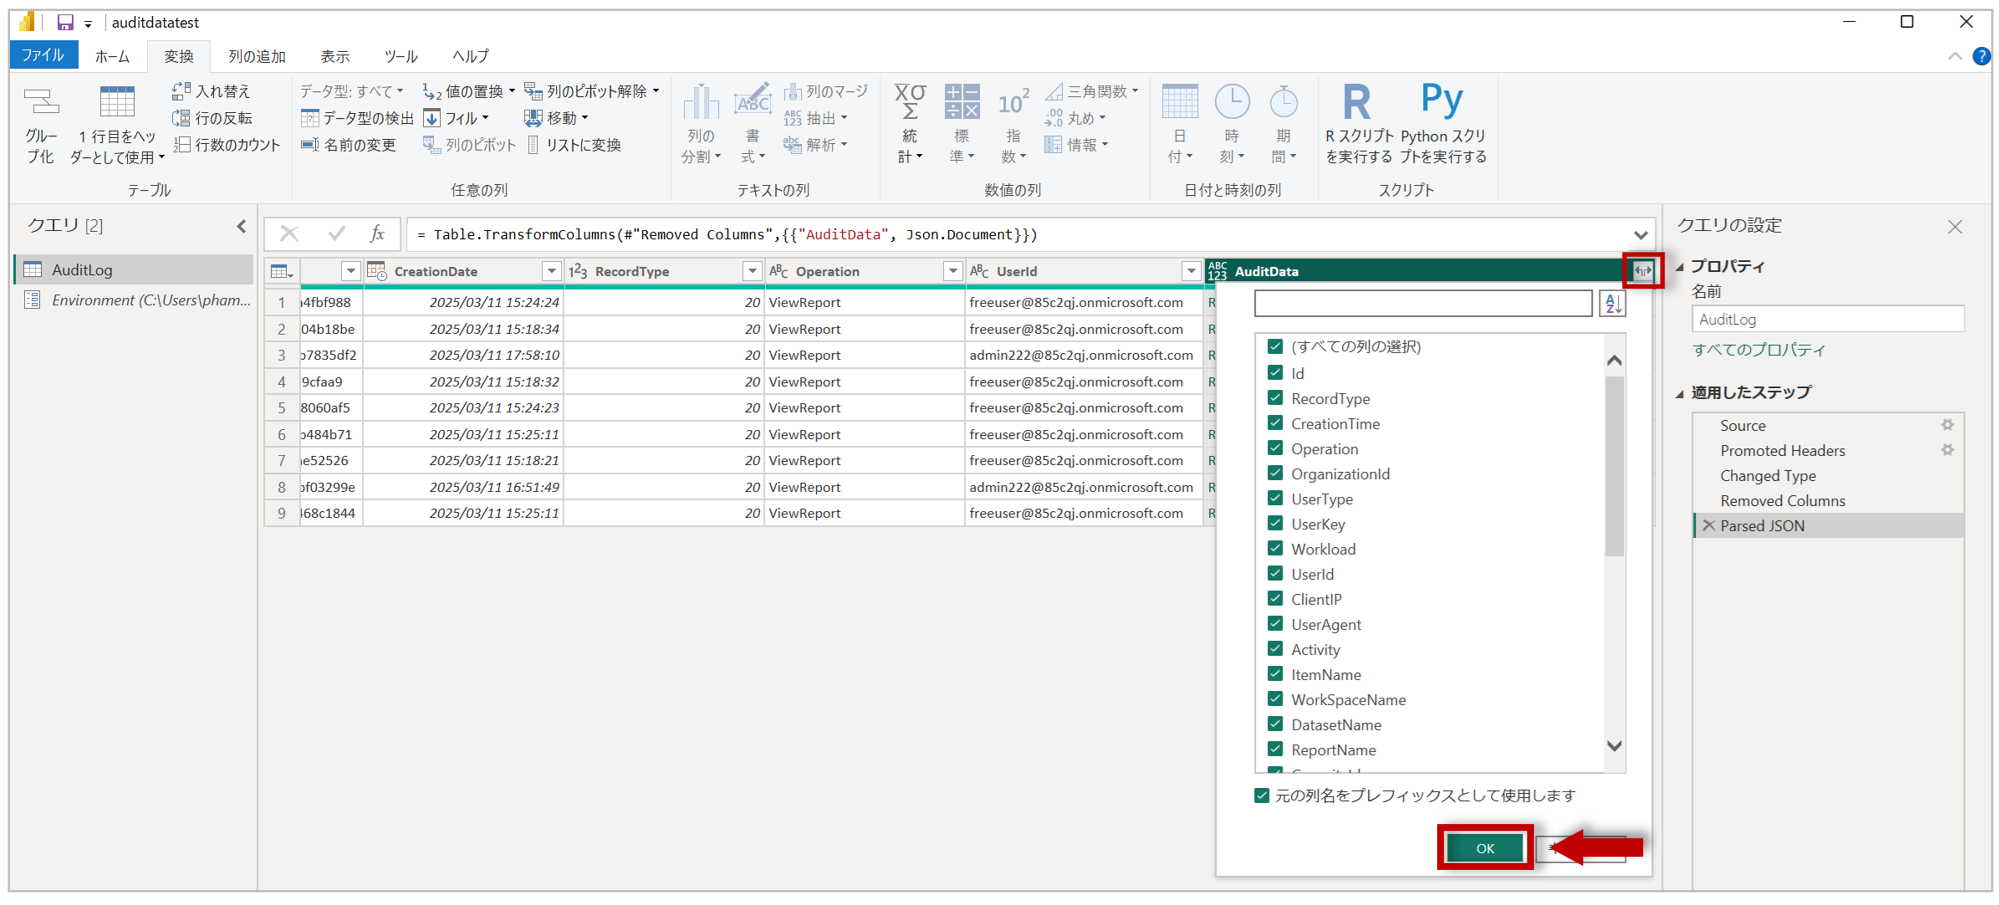 auditdatatest
ファイル ホーム 変換 列の追加 表示 ツール ヘルプ
グルー
プ化
1 行目をヘッ
ダーとして使用
入れ替え
行の反転
行数のカウント
テーブル
データ型: すべて
データ型の検出
名前の変更
1 2 値の置換
フィル
列のピボット
列のピボット解除
移動
リストに変換
任意の列
列の
分割
ABC
書
式
列のマージ
ABC 123 抽出
abc 解析
テキストの列
XO Σ
統
計
標
準
10²
指
数
三角関数
.00 →.0 丸め
情報
数値の列
日
付
時
刻
期
間
日付と時刻の列
R
R スクリプト
を実行する
Py
Python スクリ
プトを実行する
スクリプト
クエリ [2]
AuditLog
Environment (C:\Users\pham...
fx = Table.TransformColumns(#"Removed Columns",{{"AuditData", Json.Document}})
CreationDate 123 RecordType ABC Operation ABC UserId ABC 123 AuditData
1 a4fbf988 2025/03/11 15:24:24 20 ViewReport freeuser@85c2qj.onmicrosoft.com R
2 04b18be 2025/03/11 15:18:34 20 ViewReport freeuser@85c2qj.onmicrosoft.com R
3 b7835df2 2025/03/11 17:58:10 20 ViewReport admin222@85c2qj.onmicrosoft.com R
4 9cfaa9 2025/03/11 15:18:32 20 ViewReport freeuser@85c2qj.onmicrosoft.com R
5 8060af5 2025/03/11 15:24:23 20 ViewReport freeuser@85c2qj.onmicrosoft.com R
6 b484b71 2025/03/11 15:25:11 20 ViewReport freeuser@85c2qj.onmicrosoft.com R
7 e52526 2025/03/11 15:18:21 20 ViewReport freeuser@85c2qj.onmicrosoft.com R
8 f03299e 2025/03/11 16:51:49 20 ViewReport admin222@85c2qj.onmicrosoft.com R
9 468c1844 2025/03/11 15:25:11 20 ViewReport freeuser@85c2qj.onmicrosoft.com R
A Z
(すべての列の選択)
Id
RecordType
CreationTime
Operation
OrganizationId
UserType
UserKey
Workload
UserId
ClientIP
UserAgent
Activity
ItemName
WorkSpaceName
DatasetName
ReportName
元の列名をプレフィックスとして使用します
OK
クエリの設定
プロパティ
名前
AuditLog
すべてのプロパティ
適用したステップ
Source
Promoted Headers
Changed Type
Removed Columns
Parsed JSON